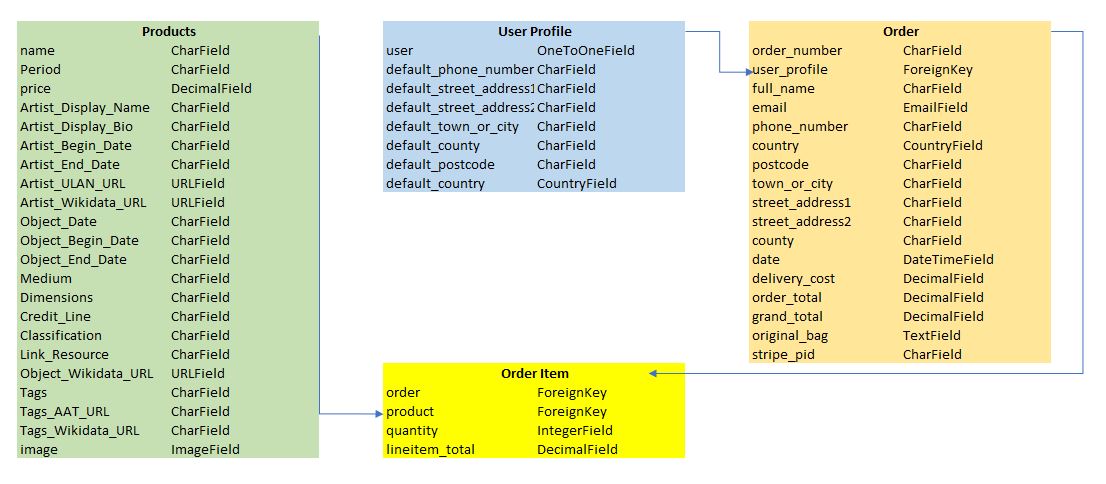 Products
name CharField
Period CharField
price DecimalField
Artist_Display_Name CharField
Artist_Display_Bio CharField
Artist_Begin_Date CharField
Artist_End_Date CharField
Artist_ULAN_URL URLField
Artist_Wikidata_URL URLField
Object_Date CharField
Object_Begin_Date CharField
Object_End_Date CharField
Medium CharField
Dimensions CharField
Credit_Line CharField
Classification CharField
Link_Resource CharField
Object_Wikidata_URL URLField
Tags CharField
Tags_AAT_URL CharField
Tags_Wikidata_URL CharField
image ImageField
User Profile
user OneToOneField
default_phone_number CharField
default_street_address1 CharField
default_street_address2 CharField
default_town_or_city CharField
default_county CharField
default_postcode CharField
default_country CountryField
Order
order_number CharField
user_profile ForeignKey
full_name CharField
email EmailField
phone_number CharField
country CountryField
postcode CharField
town_or_city CharField
street_address1 CharField
street_address2 CharField
county CharField
date DateTimeField
delivery_cost DecimalField
order_total DecimalField
grand_total DecimalField
original_bag TextField
stripe_pid CharField
Order Item
order ForeignKey
product ForeignKey
quantity IntegerField
lineitem_total DecimalField